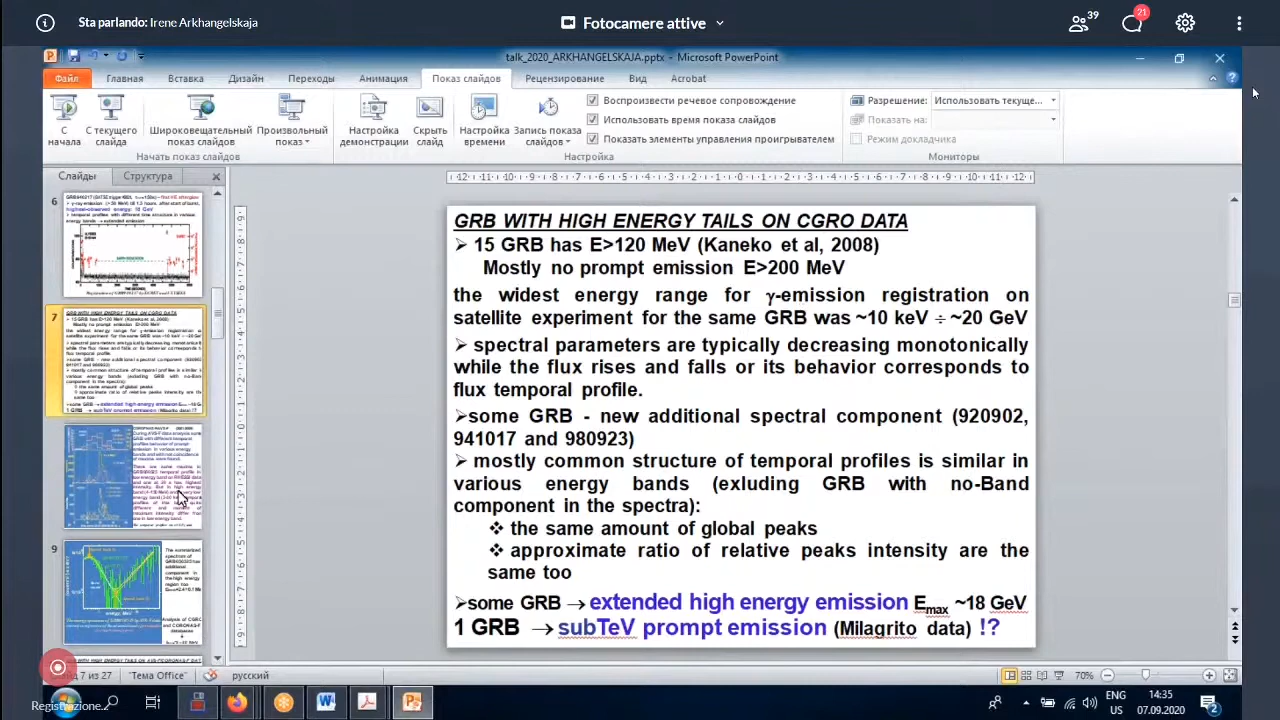 Sta parlando: Irene Arkhangelskaja
Fotocamere attive
39
21
talk_2020_ARKHANGELSKAJA.pptx - Microsoft PowerPoint
Файл Главная Вставка Дизайн Переходы Анимация Показ слайдов Рецензирование Вид Acrobat
С начала
С текущего слайда
Широковещательный показ слайдов
Произвольный показ
Настройка демонстрации
Скрыть слайд
Настройка времени
Запись показа слайдов
Воспроизвести речевое сопровождение
Использовать время показа слайдов
Показать элементы управления проигрывателем
Разрешение: Использовать текуще...
Показать на:
Режим докладчика
Начать показ слайдов
Настройка
Мониторы
Слайды Структура
6
7
9
GRB WITH HIGH ENERGY TAILS ON CGRO DATA
➢ 15 GRB has E>120 MeV (Kaneko et al, 2008)
Mostly no prompt emission E>200 MeV
the widest energy range for γ-emission registration on
satellite experiment for the same GRB was ~10 keV ÷ ~20 GeV
➢ spectral parameters are typically decreasing monotonically
while the flux rises and falls or its behavior corresponds to
flux temporal profile.
➢ some GRB - new additional spectral component (920902,
941017 and 980923)
➢ mostly common structure of temporal profiles is similar in
various energy bands (exluding GRB with no-Band
component in the spectra):
❖ the same amount of global peaks
❖ approximate ratio of relative peaks intensity are the
same too
➢some GRB → extended high energy emission Emax ~18 GeV
1 GRB → subTeV prompt emission (Milagrito data) !?
7 из 27
"Тема Office"
русский
70%
Registrazione...
ENG
US
14:35
07.09.2020
2